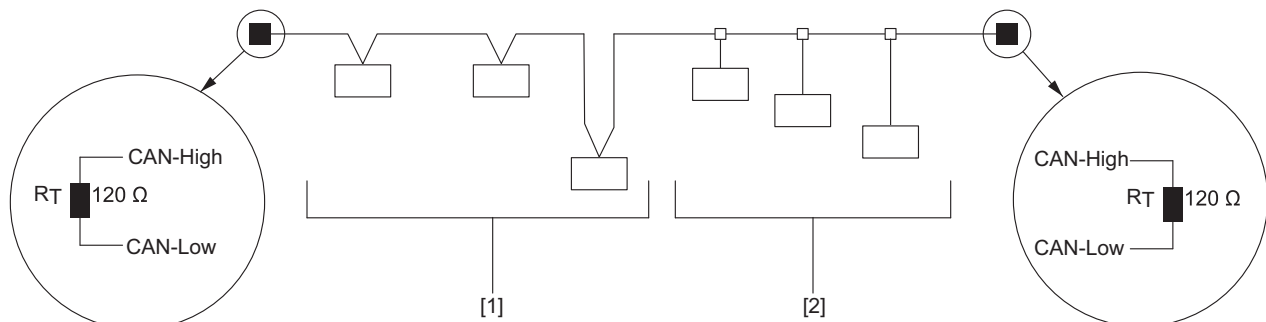 CAN-High
RT 120 Ω
CAN-Low
CAN-High
RT 120 Ω
CAN-Low
[1]
[2]